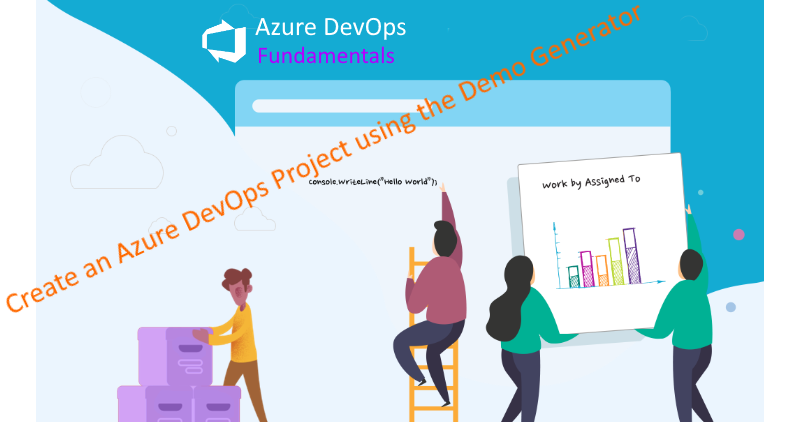 Azure DevOps
Fundamentals
Create an Azure DevOps Project using the Demo Generator
console.WriteLine("Hello World");
Work by Assigned To